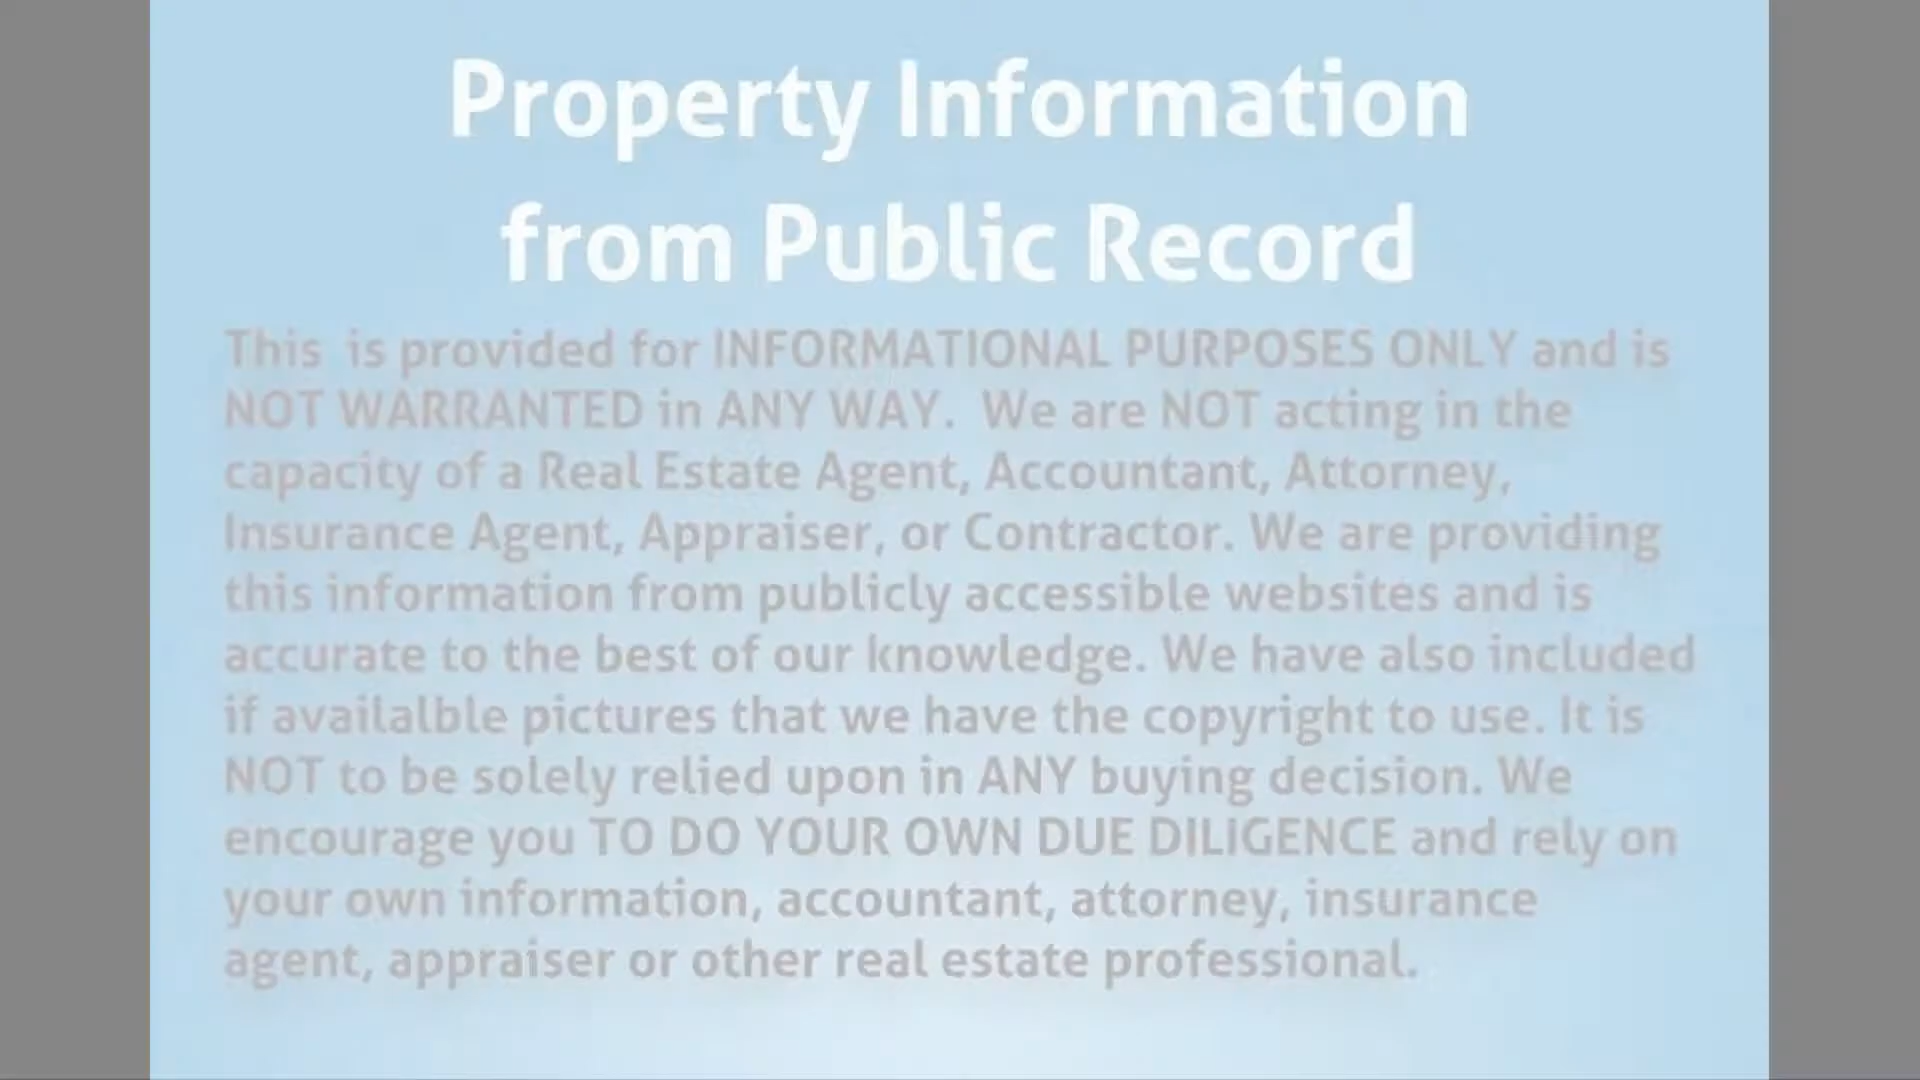 Property Information
from Public Record
This is provided for INFORMATIONAL PURPOSES ONLY and is
NOT WARRANTED in ANY WAY. We are NOT acting in the
capacity of a Real Estate Agent, Accountant, Attorney,
Insurance Agent, Appraiser, or Contractor. We are providing
this information from publicly accessible websites and is
accurate to the best of our knowledge. We have also included
if availalble pictures that we have the copyright to use. It is
NOT to be solely relied upon in ANY buying decision. We
encourage you TO DO YOUR OWN DUE DILIGENCE and rely on
your own information, accountant, attorney, insurance
agent, appraiser or other real estate professional.